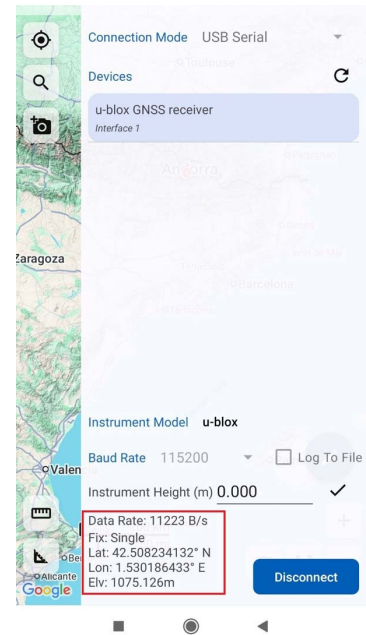 Connection Mode USB Serial
Toulouse
Devices
u-blox GNSS receiver
Interface 1
Andorra
Zaragoza
Barcelona
Instrument Model u-blox
Baud Rate 115200 Log To File
Valen
Instrument Height (m) 0.000
Data Rate: 11223 B/s
Fix: Single
Lat: 42.508234132° N
Lon: 1.530186433° E
Elv: 1075.126m
Disconnect
Alicante
Google